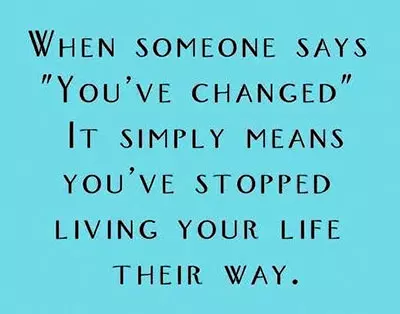 When someone says
"You've changed"
It simply means
you've stopped
living your life
their way.